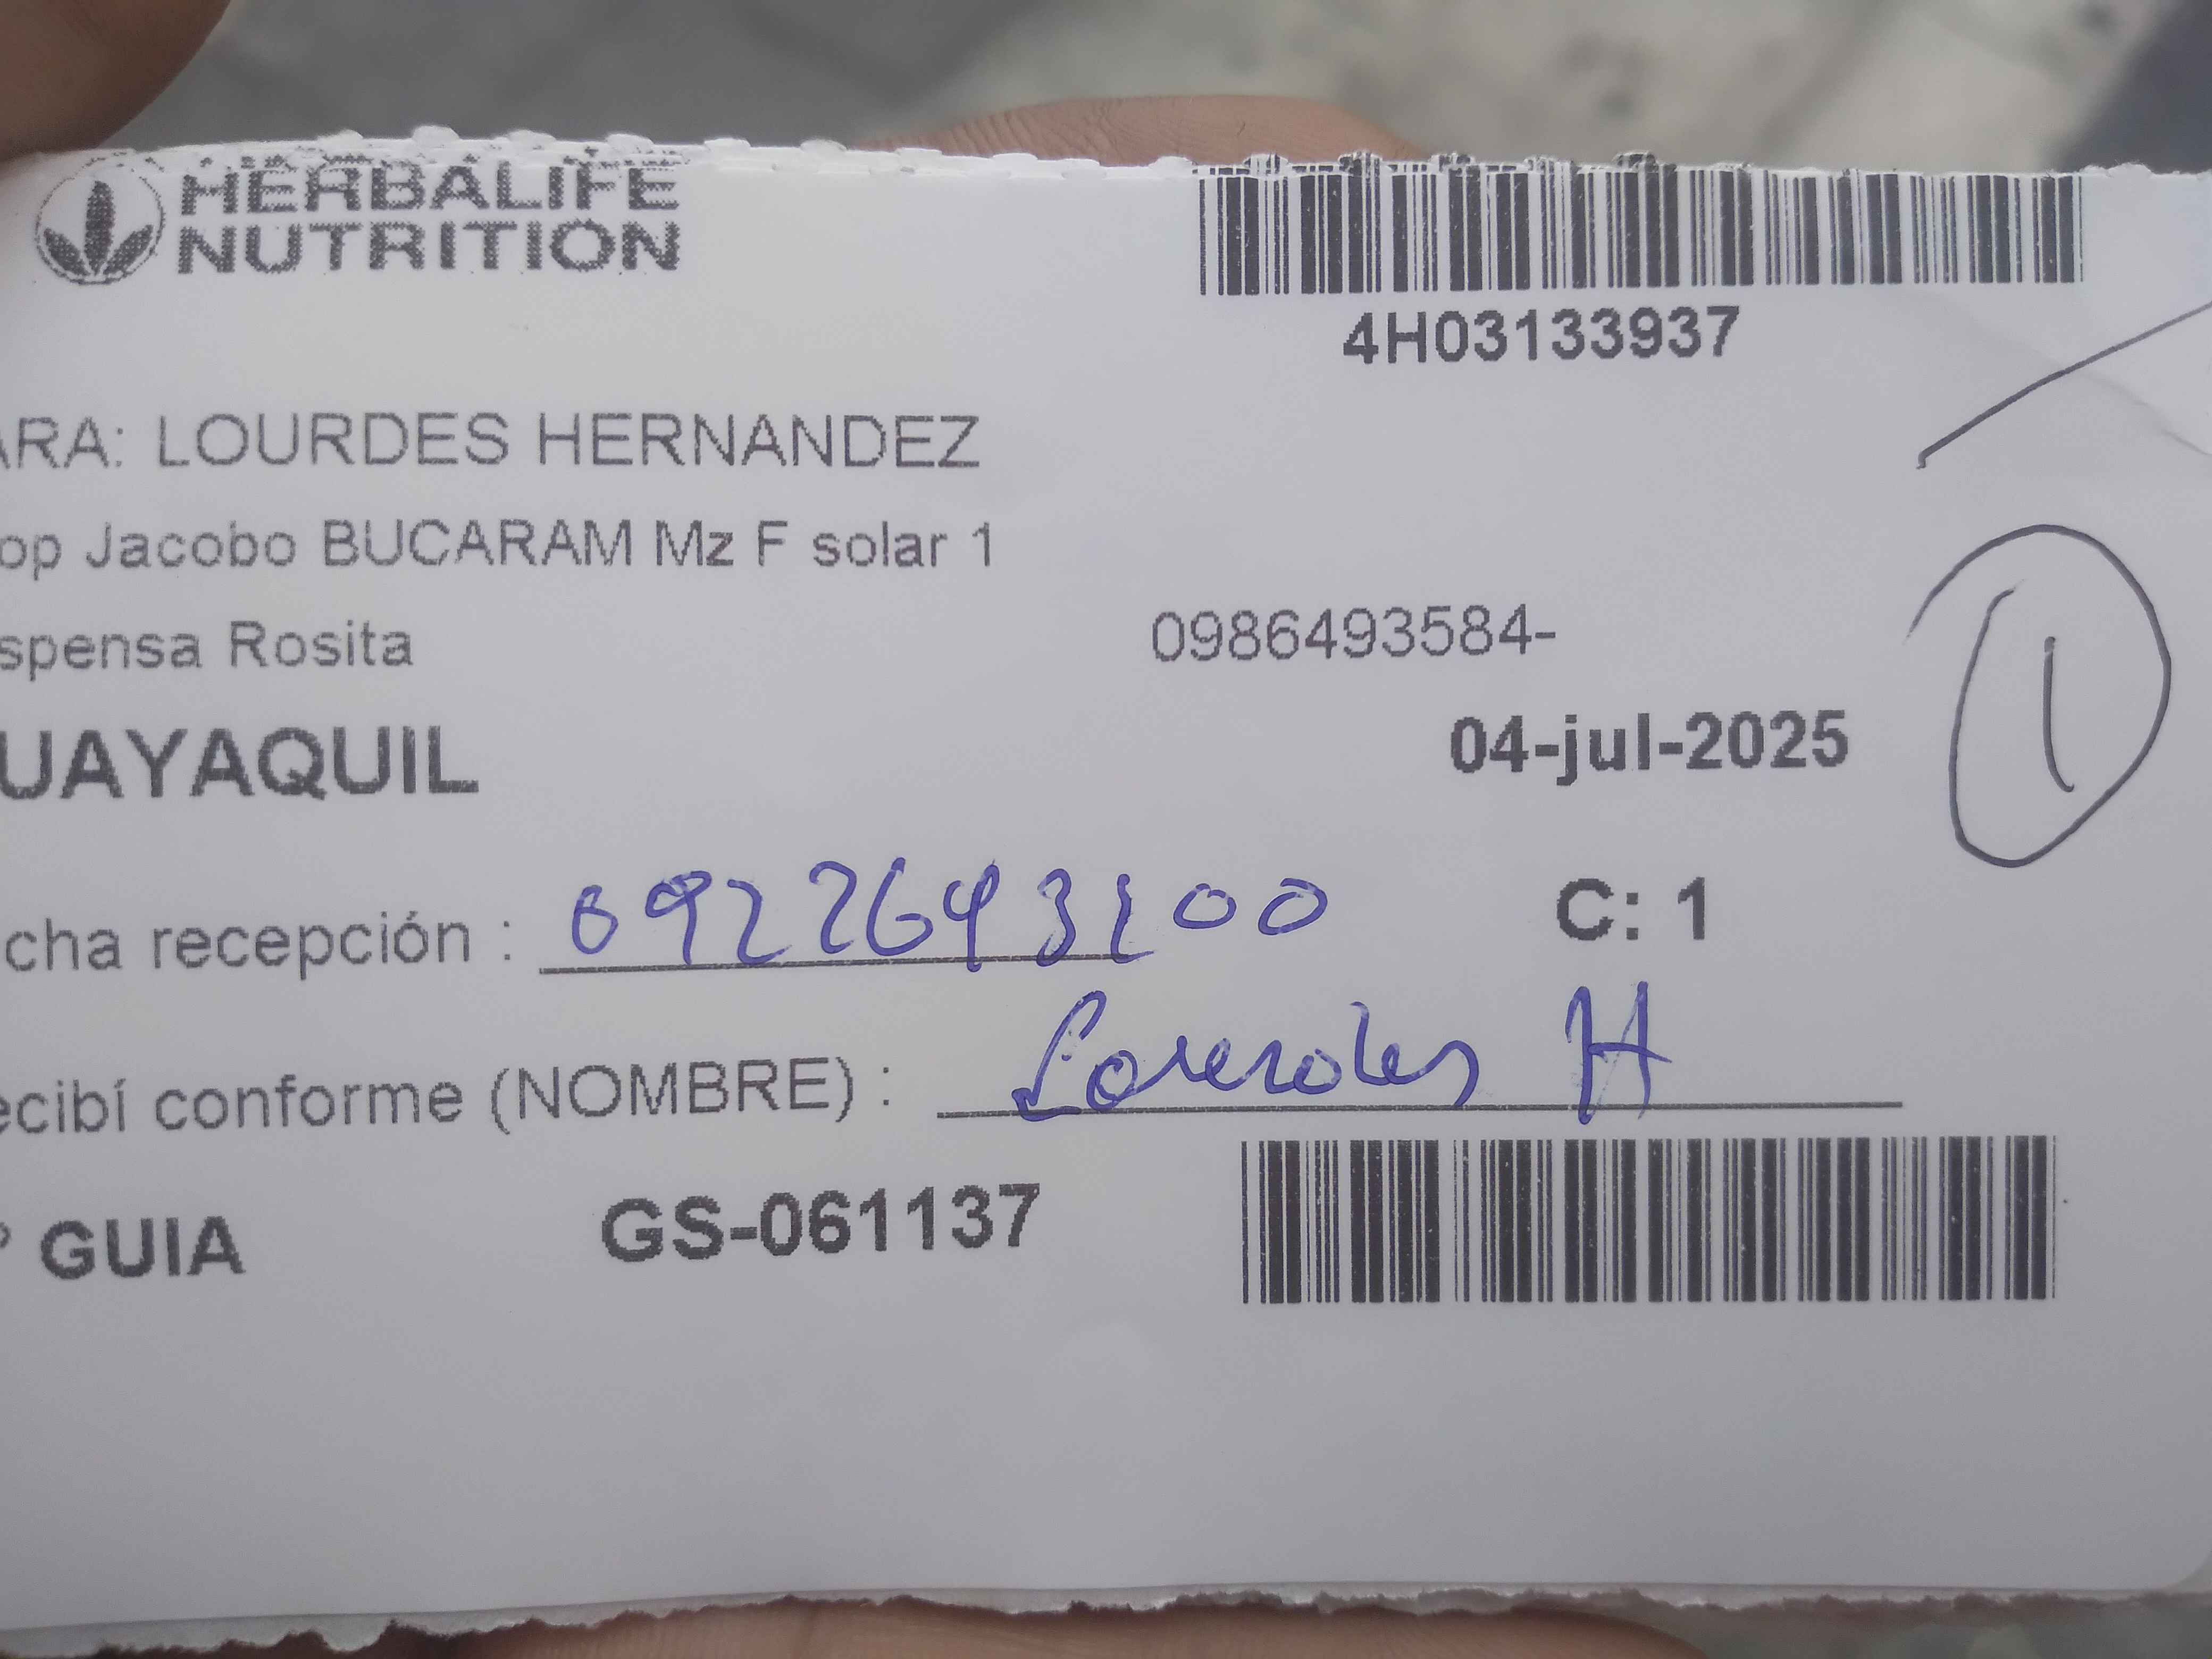 HERBALIFE
NUTRITION
4H03133937
ARA: LOURDES HERNANDEZ
op Jacobo BUCARAM Mz F solar 1
spensa Rosita
0986493584-
UAYAQUIL
04-jul-2025
1
cha recepción : C: 1
ecibí conforme (NOMBRE) : Lourdes H
° GUIA GS-061137